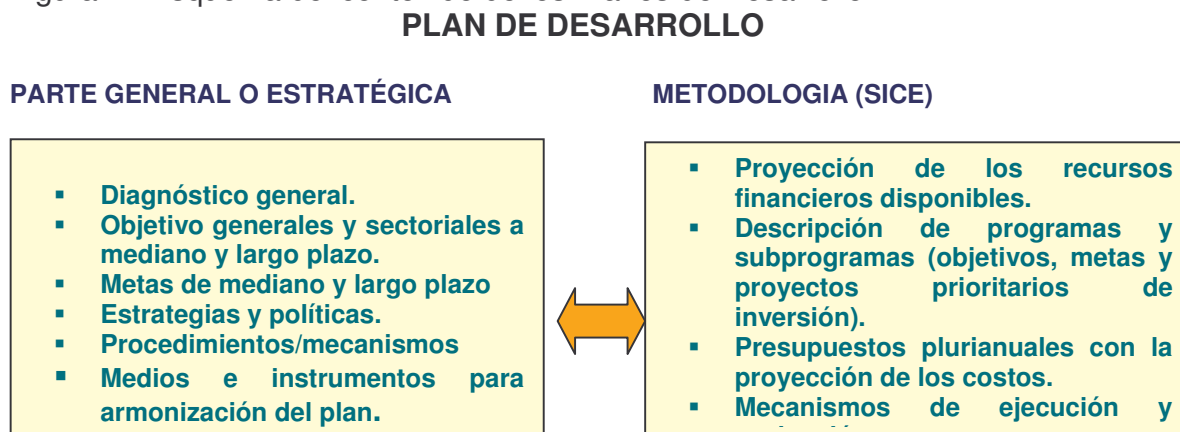 PLAN DE DESARROLLO
PARTE GENERAL O ESTRATÉGICA
▪ Diagnóstico general.
▪ Objetivo generales y sectoriales a
mediano y largo plazo.
▪ Metas de mediano y largo plazo
▪ Estrategias y políticas.
▪ Procedimientos/mecanismos
▪ Medios e instrumentos para
armonización del plan.
METODOLOGIA (SICE)
▪ Proyección de los recursos
financieros disponibles.
▪ Descripción de programas y
subprogramas (objetivos, metas y
proyectos prioritarios de
inversión).
▪ Presupuestos plurianuales con la
proyección de los costos.
▪ Mecanismos de ejecución y